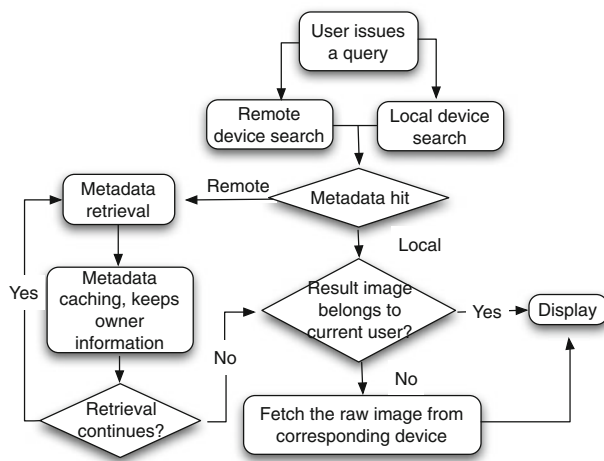 User issues
a query
Remote
device search
Local device
search
Metadata hit
Remote
Metadata
retrieval
Local
Metadata
caching, keeps
owner
information
Yes
Result image
belongs to
current user?
Yes
Display
No
No
Retrieval
continues?
Fetch the raw image from
corresponding device